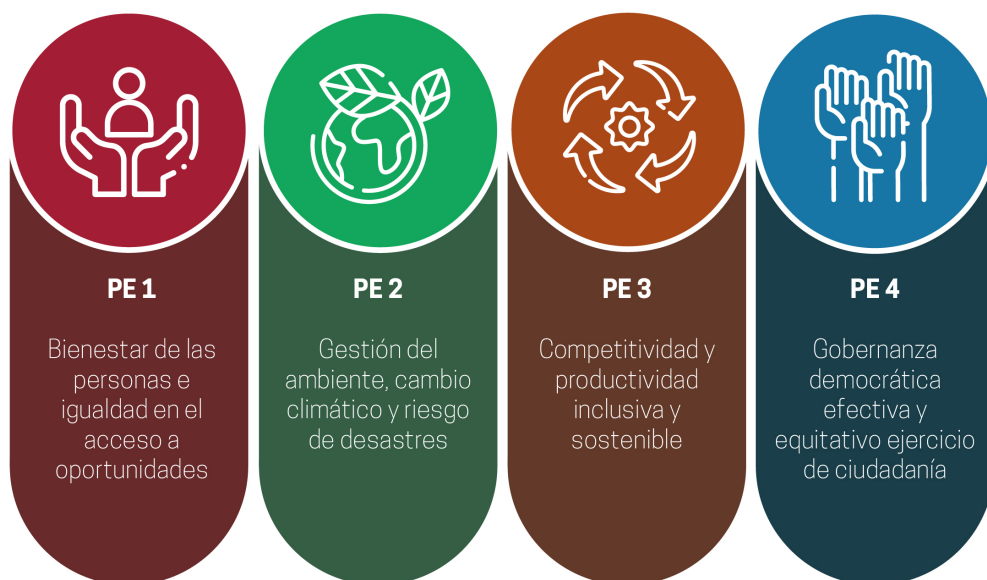 PE 1
Bienestar de las
personas e
igualdad en el
acceso a
oportunidades
PE 2
Gestión del
ambiente, cambio
climático y riesgo
de desastres
PE 3
Competitividad y
productividad
inclusiva y
sostenible
PE 4
Gobernanza
democrática
efectiva y
equitativo ejercicio
de ciudadanía